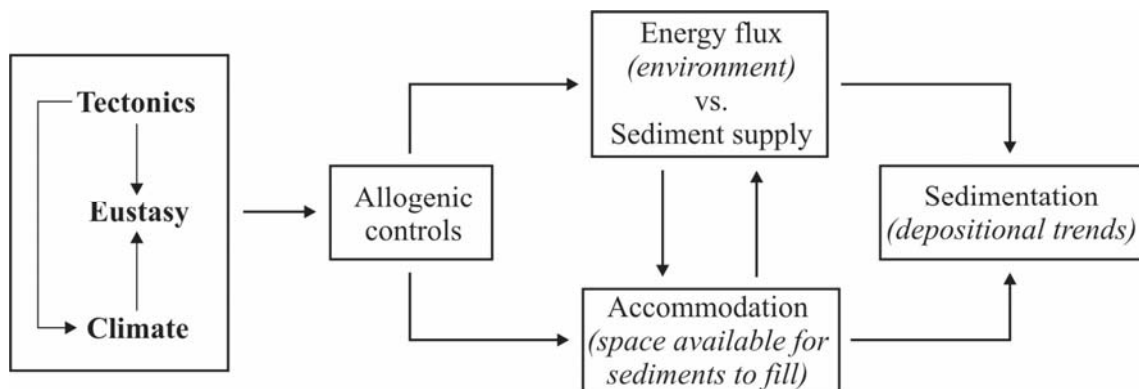 Tectonics
Eustasy
Climate
Allogenic
controls
Energy flux
(environment)
vs.
Sediment supply
Accommodation
(space available for
sediments to fill)
Sedimentation
(depositional trends)